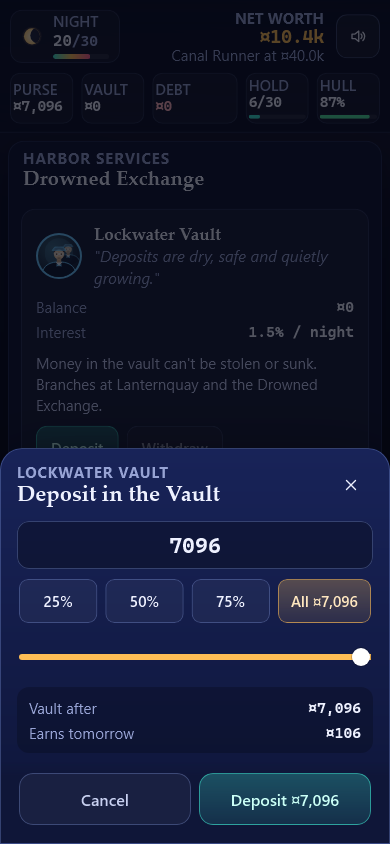 NIGHT
20/30
NET WORTH
¤10.4k
Canal Runner at ¤40.0k
PURSE
¤7,096
VAULT
¤0
DEBT
¤0
HOLD
6/30
HULL
87%
HARBOR SERVICES
Drowned Exchange
Lockwater Vault
"Deposits are dry, safe and quietly
growing."
Balance ¤0
Interest 1.5% / night
Money in the vault can't be stolen or sunk.
Branches at Lanternquay and the Drowned
Exchange.
Deposit Withdraw
LOCKWATER VAULT
Deposit in the Vault
×
7096
25% 50% 75% All ¤7,096
Vault after ¤7,096
Earns tomorrow ¤106
Cancel Deposit ¤7,096